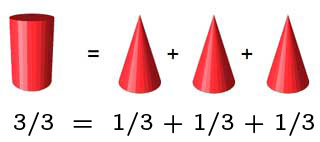 = + +
3/3 = 1/3 + 1/3 + 1/3